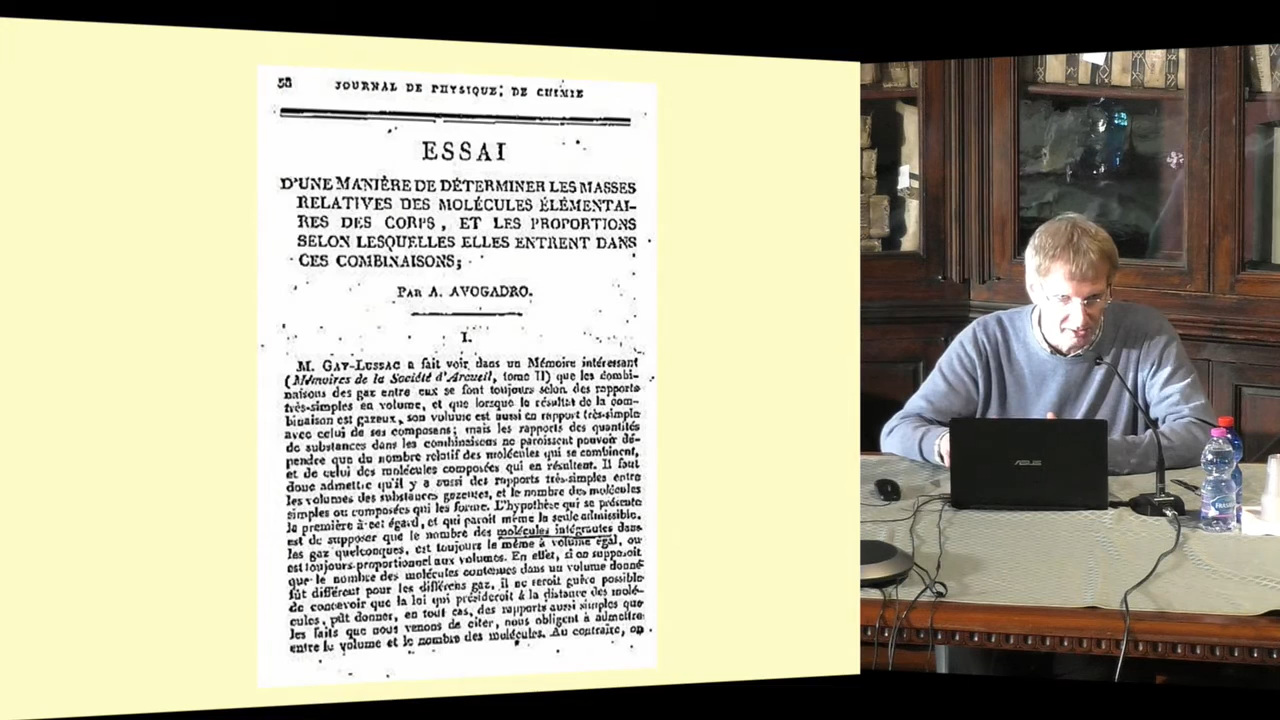 58 JOURNAL DE PHYSIQUE, DE CHIMIE
ESSAI
D'UNE MANIÈRE DE DÉTERMINER LES MASSES
RELATIVES DES MOLÉCULES ÉLÉMENTAI-
RES DES CORPS, ET LES PROPORTIONS
SELON LESQUELLES ELLES ENTRENT DANS
CES COMBINAISONS;
PAR A. AVOGADRO.
I.
M. GAY-LUSSAC a fait voir dans un Mémoire intéressant
(Mémoires de la Société d'Arcueil, tome II) que les combi-
naisons des gaz entre eux se font toujours selon des rapports
très-simples en volume, et que lorsque le résultat de la com-
binaison est gazeux, son volume est aussi en rapport très-simple
avec celui de ses composans; mais les rapports des quantités
de substances dans les combinaisons ne paroissent pouvoir dé-
pendre que du nombre relatif des molécules qui se combinent,
et de celui des molécules composées qui en résultent. Il faut
donc admettre qu'il y a aussi des rapports très-simples entre
les volumes des substances gazeuses, et le nombre des molécules
simples ou composées qui les forme. L'hypothèse qui se présente
la première à cet égard, et qui paroît même la seule admissible,
est de supposer que le nombre des molécules intégrantes dans
les gaz quelconques, est toujours le même à volume égal, ou
est toujours proportionnel aux volumes. En effet, si on supposoit
que le nombre des molécules contenues dans un volume donné
fût différent pour les différens gaz, il ne seroit guère possible
de concevoir que la loi qui présideroit à la distance des molé-
cules, pût donner, en tout cas, des rapports aussi simples que
les faits que nous venons de citer, nous obligent à admettre
entre le volume et le nombre des molécules. Au contraire, on
ASUS